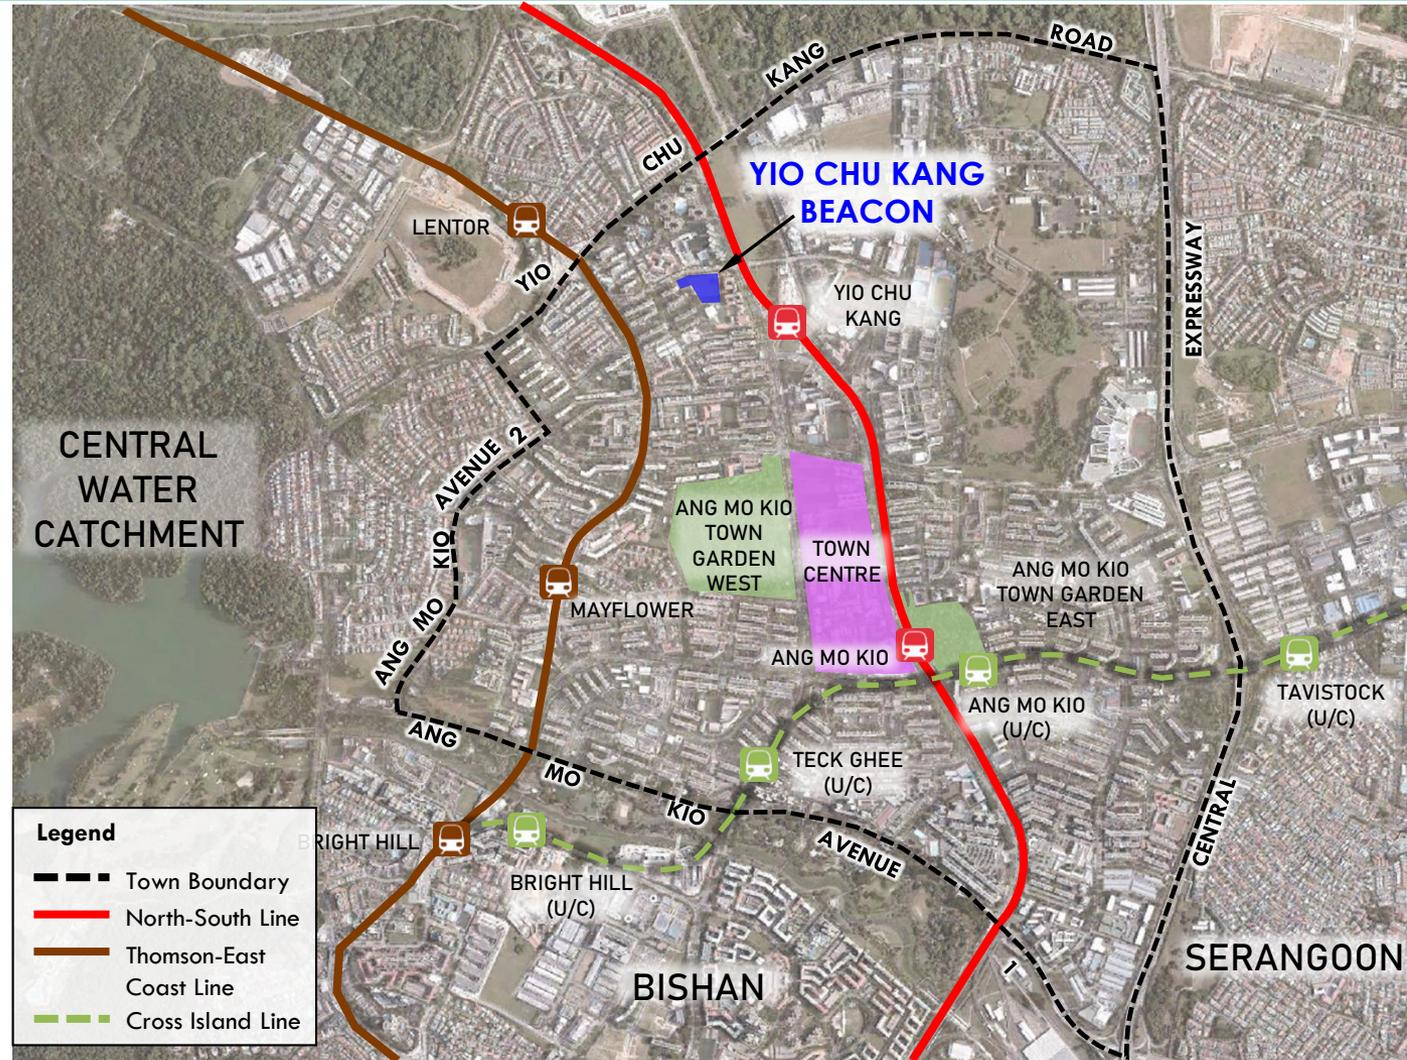 ROAD
KANG
CHU
YIO
YIO CHU KANG
BEACON
LENTOR
YIO CHU
KANG
EXPRESSWAY
CENTRAL
WATER
CATCHMENT
AVENUE 2
KIO
MO
ANG
ANG MO KIO
TOWN
GARDEN
WEST
TOWN
CENTRE
ANG MO KIO
TOWN GARDEN
EAST
MAYFLOWER
ANG MO KIO
ANG MO KIO
(U/C)
TAVISTOCK
(U/C)
ANG
MO
KIO
AVENUE
1
TECK GHEE
(U/C)
CENTRAL
BRIGHT HILL
BRIGHT HILL
(U/C)
BISHAN
SERANGOON
Legend
Town Boundary
North-South Line
Thomson-East
Coast Line
Cross Island Line